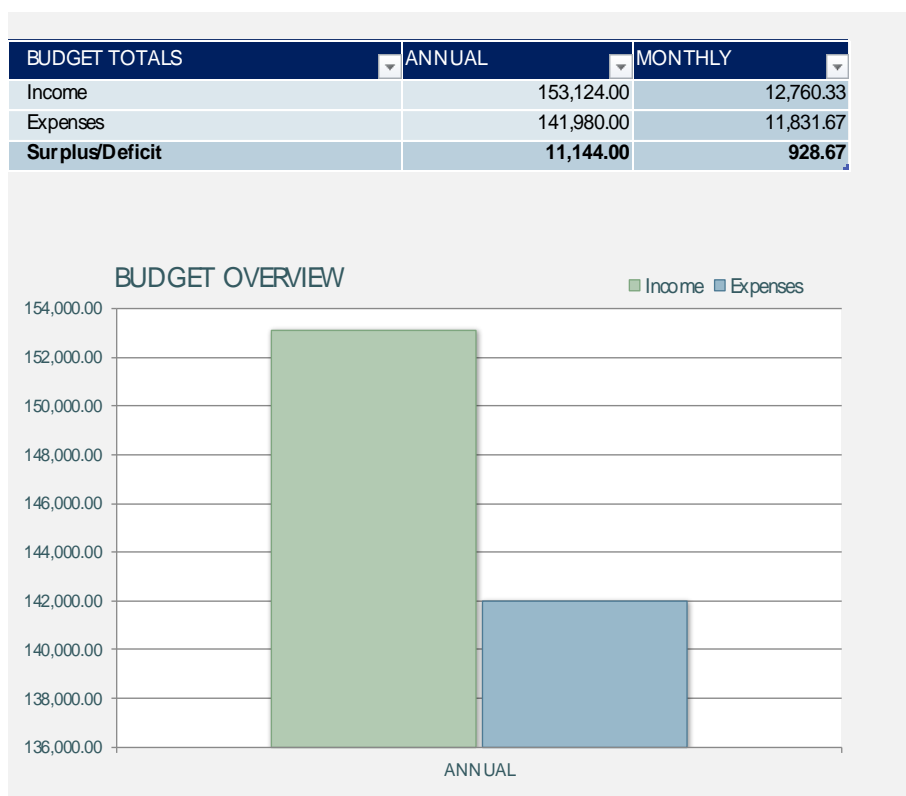 BUDGET TOTALS ANNUAL MONTHLY
Income 153,124.00 12,760.33
Expenses 141,980.00 11,831.67
Surplus/Deficit 11,144.00 928.67
BUDGET OVERVIEW
Income Expenses
154,000.00
152,000.00
150,000.00
148,000.00
146,000.00
144,000.00
142,000.00
140,000.00
138,000.00
136,000.00
ANNUAL